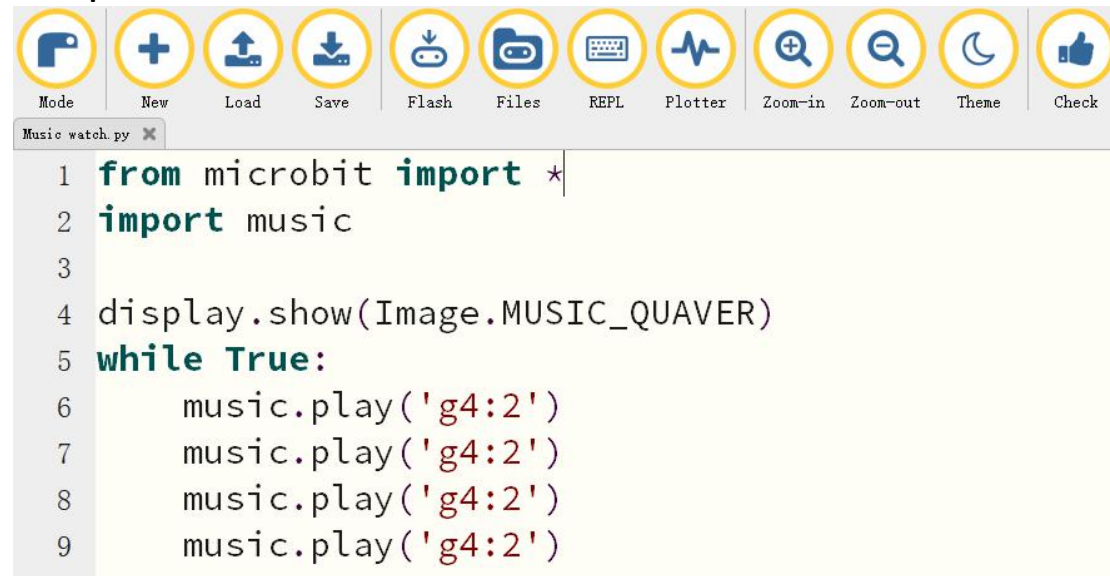 Mode New Load Save Flash Files REPL Plotter Zoom-in Zoom-out Theme Check
Music watch.py
1 from microbit import *
2 import music
3
4 display.show(Image.MUSIC_QUAVER)
5 while True:
6     music.play('g4:2')
7     music.play('g4:2')
8     music.play('g4:2')
9     music.play('g4:2')